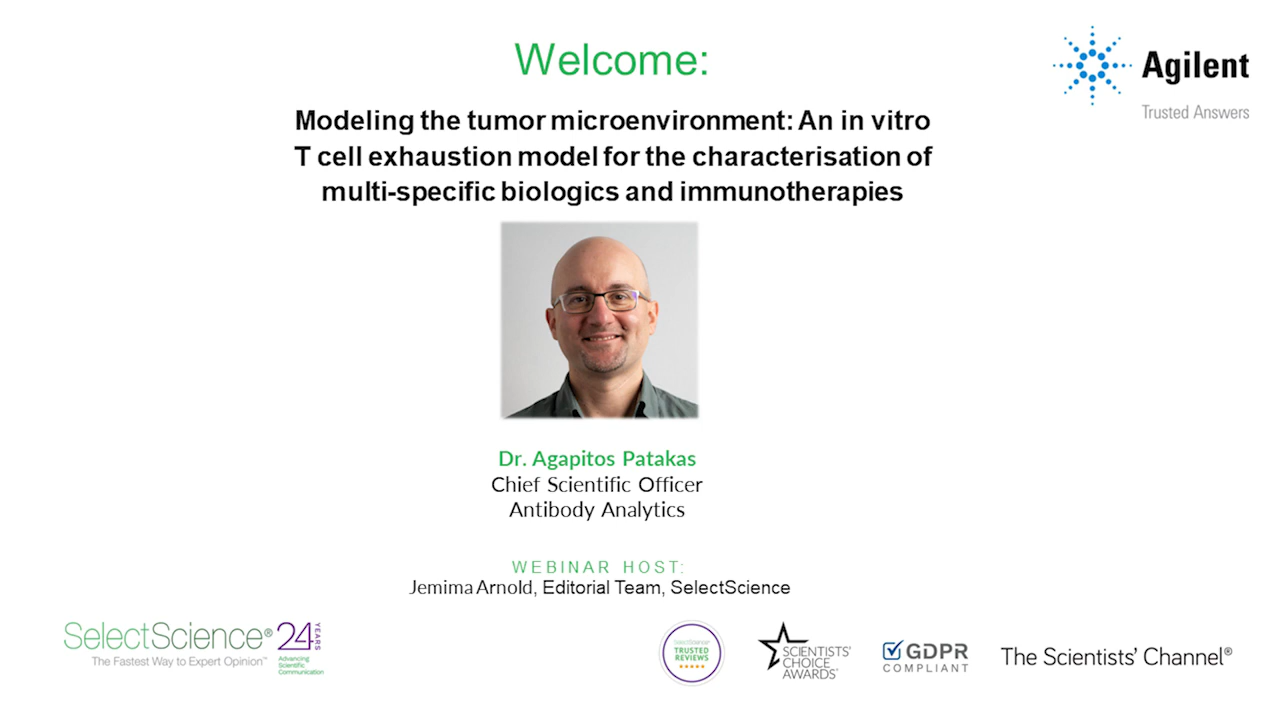 Welcome:
Agilent
Trusted Answers
Modeling the tumor microenvironment: An in vitro
T cell exhaustion model for the characterisation of
multi-specific biologics and immunotherapies
Dr. Agapitos Patakas
Chief Scientific Officer
Antibody Analytics
WEBINAR HOST:
Jemima Arnold, Editorial Team, SelectScience
SelectScience® 24 YEARS
The Fastest Way to Expert Opinion™
Advancing
Scientific
Communication
SelectScience®
TRUSTED
REVIEWS
SCIENTISTS'
CHOICE
AWARDS®
GDPR
COMPLIANT
The Scientists' Channel®